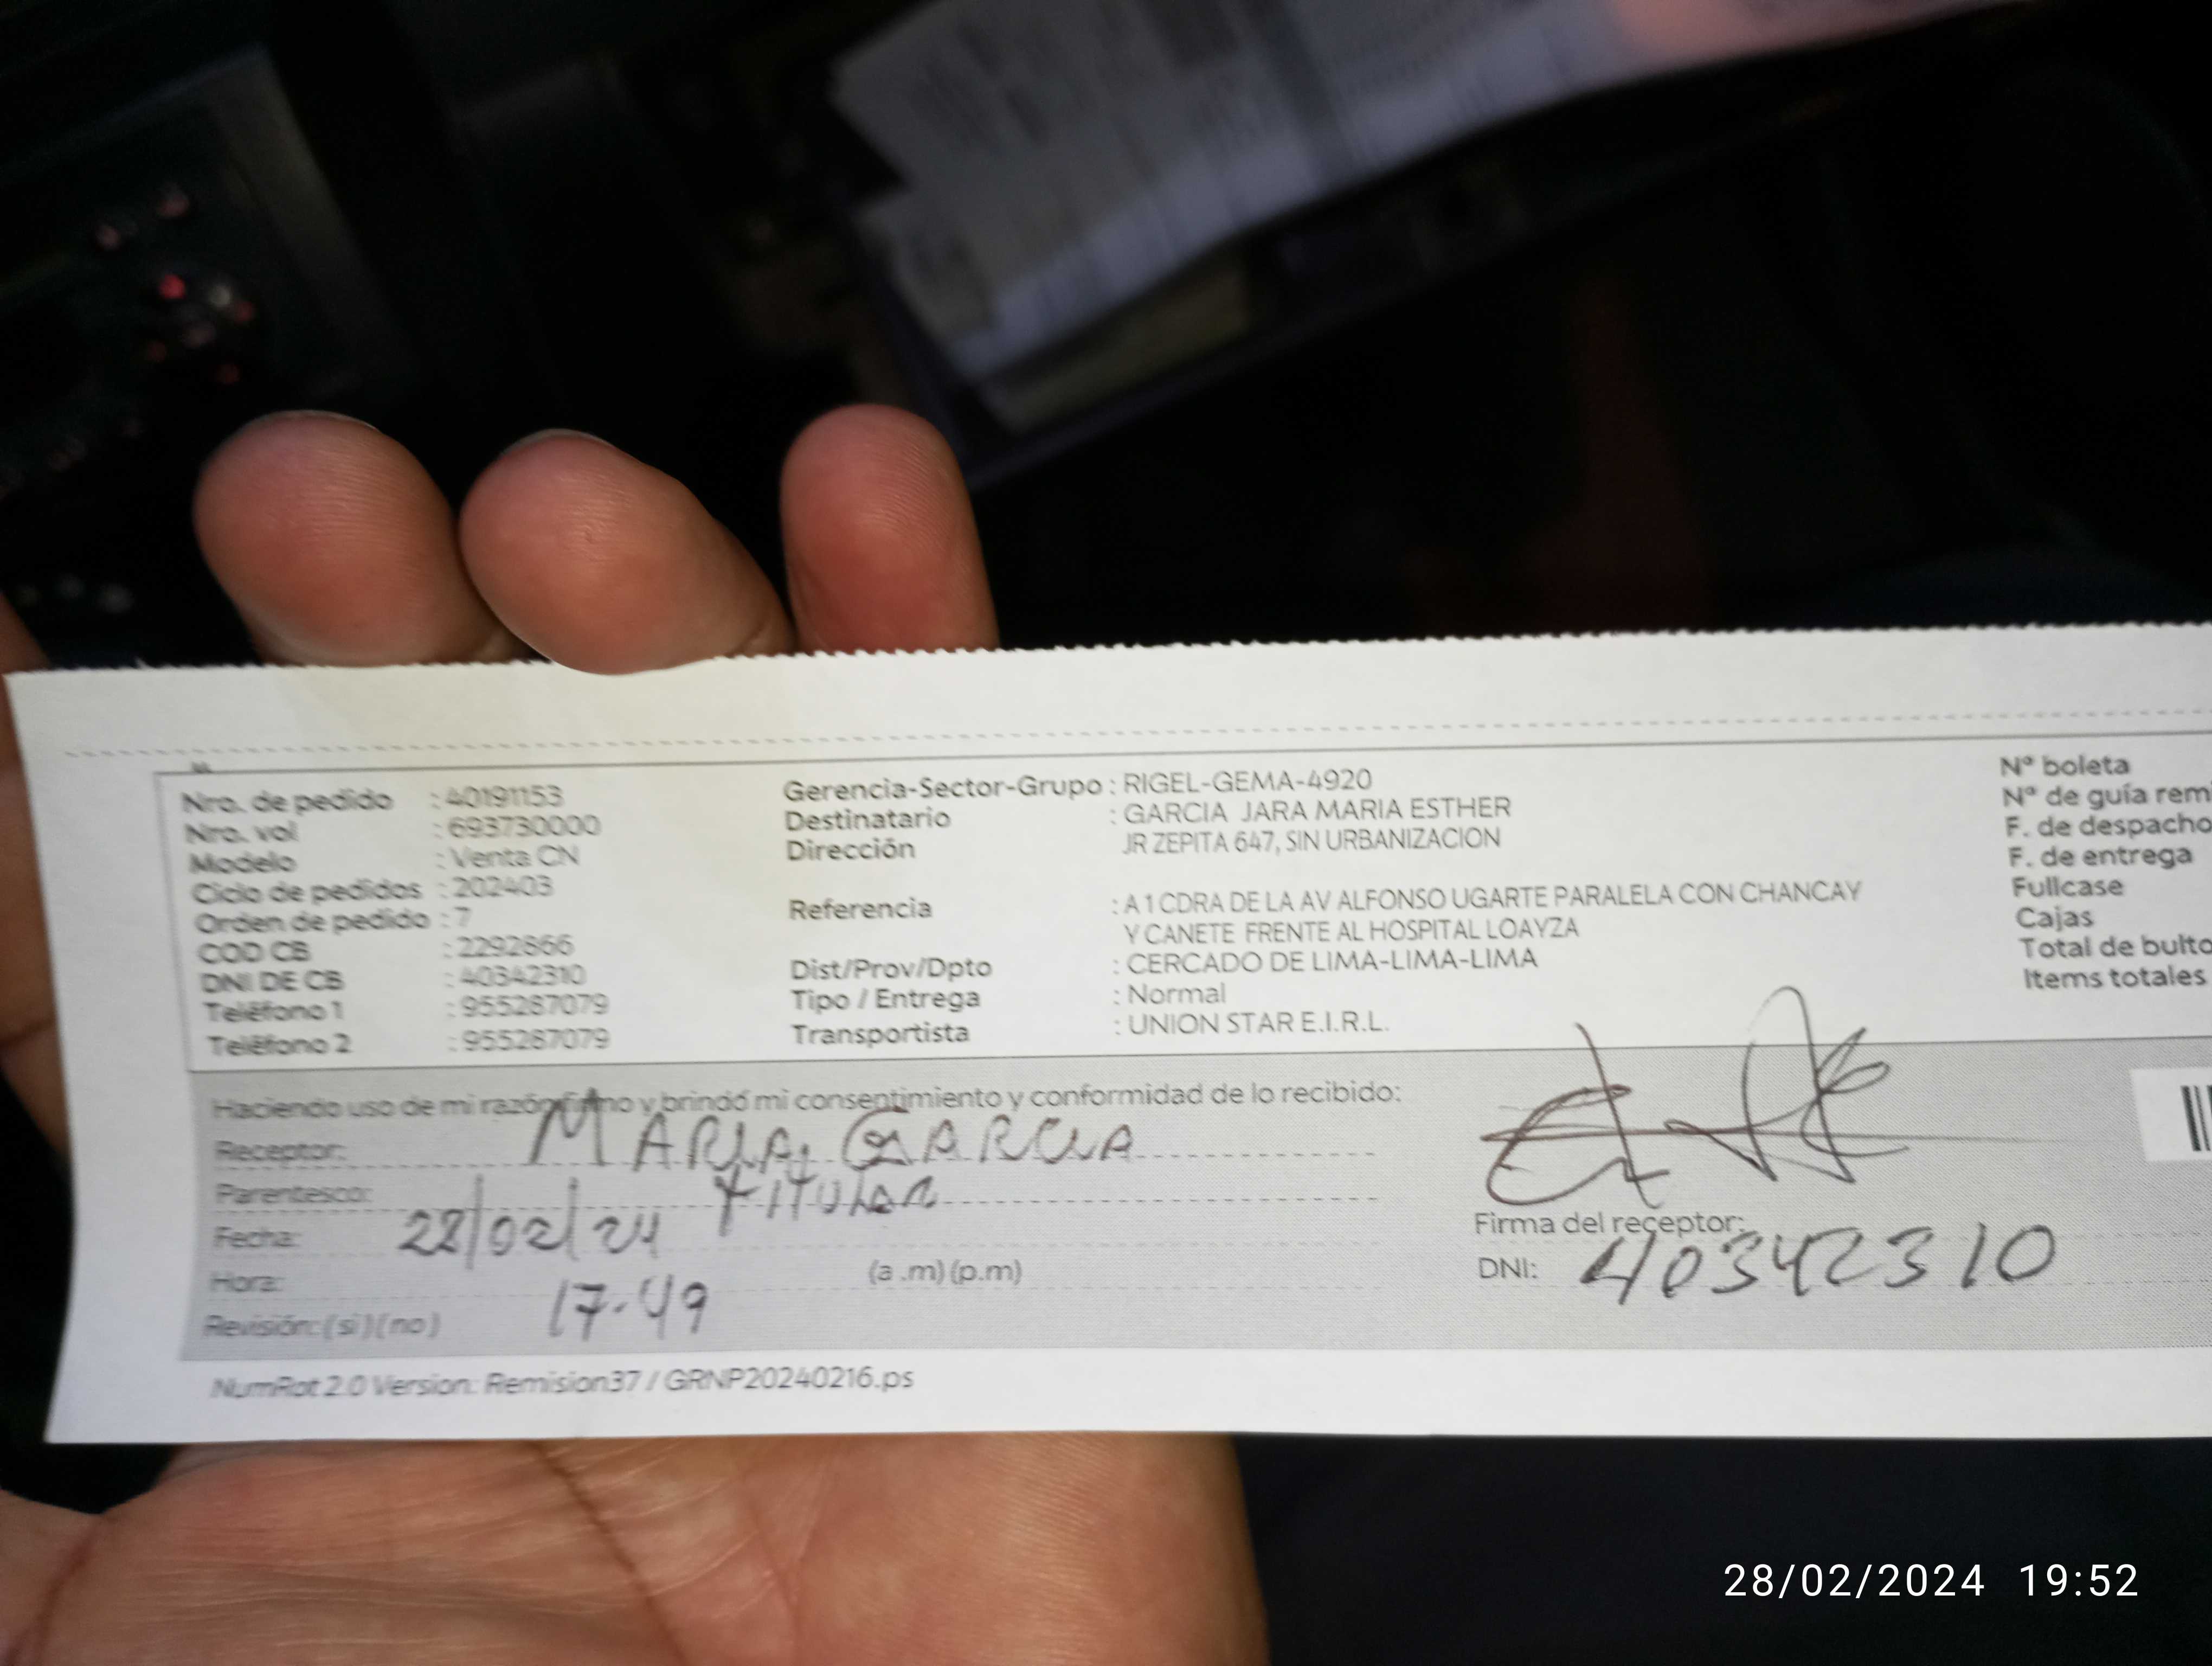 Nro. de pedido : 40191153
Nro. vol : 693730000
Modelo : Venta CN
Ciclo de pedidos : 202403
Orden de pedido : 7
COD CB : 2292866
DNI DE CB : 40342310
Teléfono 1 : 955287079
Teléfono 2 : 955287079
Gerencia-Sector-Grupo : RIGEL-GEMA-4920
Destinatario : GARCIA JARA MARIA ESTHER
Dirección JR ZEPITA 647, SIN URBANIZACION
Referencia : A 1 CDRA DE LA AV ALFONSO UGARTE PARALELA CON CHANCAY
Y CANETE FRENTE AL HOSPITAL LOAYZA
Dist/Prov/Dpto : CERCADO DE LIMA-LIMA-LIMA
Tipo / Entrega : Normal
Transportista : UNION STAR E.I.R.L.
Nº boleta
Nº de guía remi
F. de despacho
F. de entrega
Fullcase
Cajas
Total de bulto
Items totales
Haciendo uso de mi razón firmo y brindó mi consentimiento y conformidad de lo recibido:
Receptor: MARIA GARCIA
Parentesco: TITULAR
Fecha: 28/02/24
Hora: 17-49 (a .m) (p.m)
Revisión: (si) (no)
Firma del receptor:
DNI: 40342310
NumRot 2.0 Version: Remision37 / GRNP20240216.ps
28/02/2024 19:52